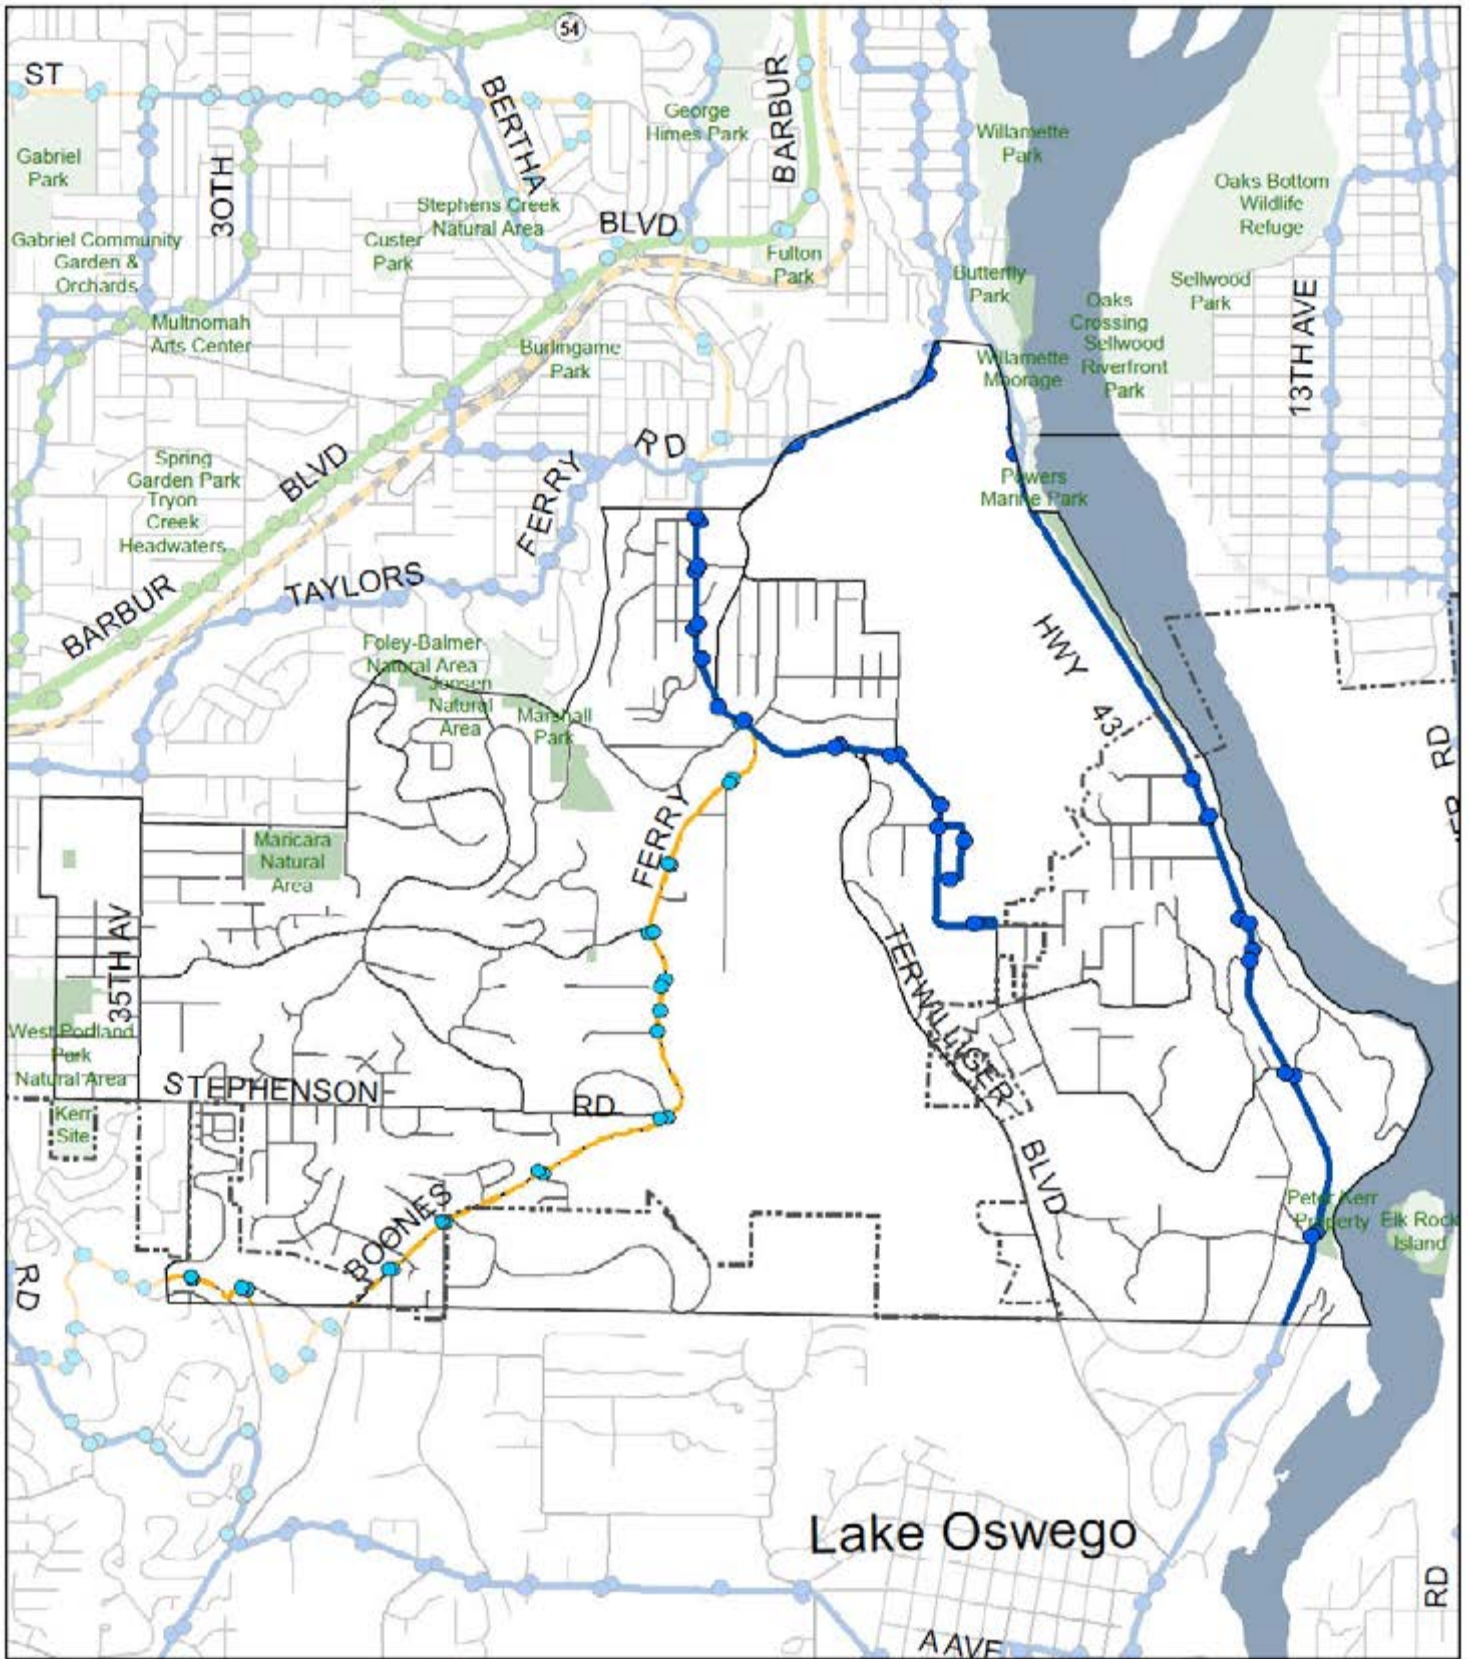 54
ST
BERTHA
BARBUR
George
Himes Park
Willamette
Park
Gabriel
Park
30TH
Oaks Bottom
Wildlife
Refuge
Stephens Creek
Natural Area
BLVD
Gabriel Community
Garden &
Orchards
Custer
Park
Fulton
Park
Butterfly
Park
Sellwood
Park
Oaks
Crossing
Sellwood
Riverfront
Park
13TH AVE
Multnomah
Arts Center
Burlingame
Park
Willamette
Moorage
RD
FERRY
BLVD
Spring
Garden Park
Tryon
Creek
Headwaters
Powers
Marine Park
TAYLORS
BARBUR
HWY
43
Foley-Balmer
Natural Area
Jensen
Natural
Area
Marshall
Park
RD
FERRY
Maricara
Natural
Area
35TH AV
TERWILLIGER
West Portland
Park
Natural Area
STEPHENSON
RD
Kerr
Site
BLVD
BOONES
Peter Kerr
Property
Elk Rock
Island
RD
Lake Oswego
RD
A AVE